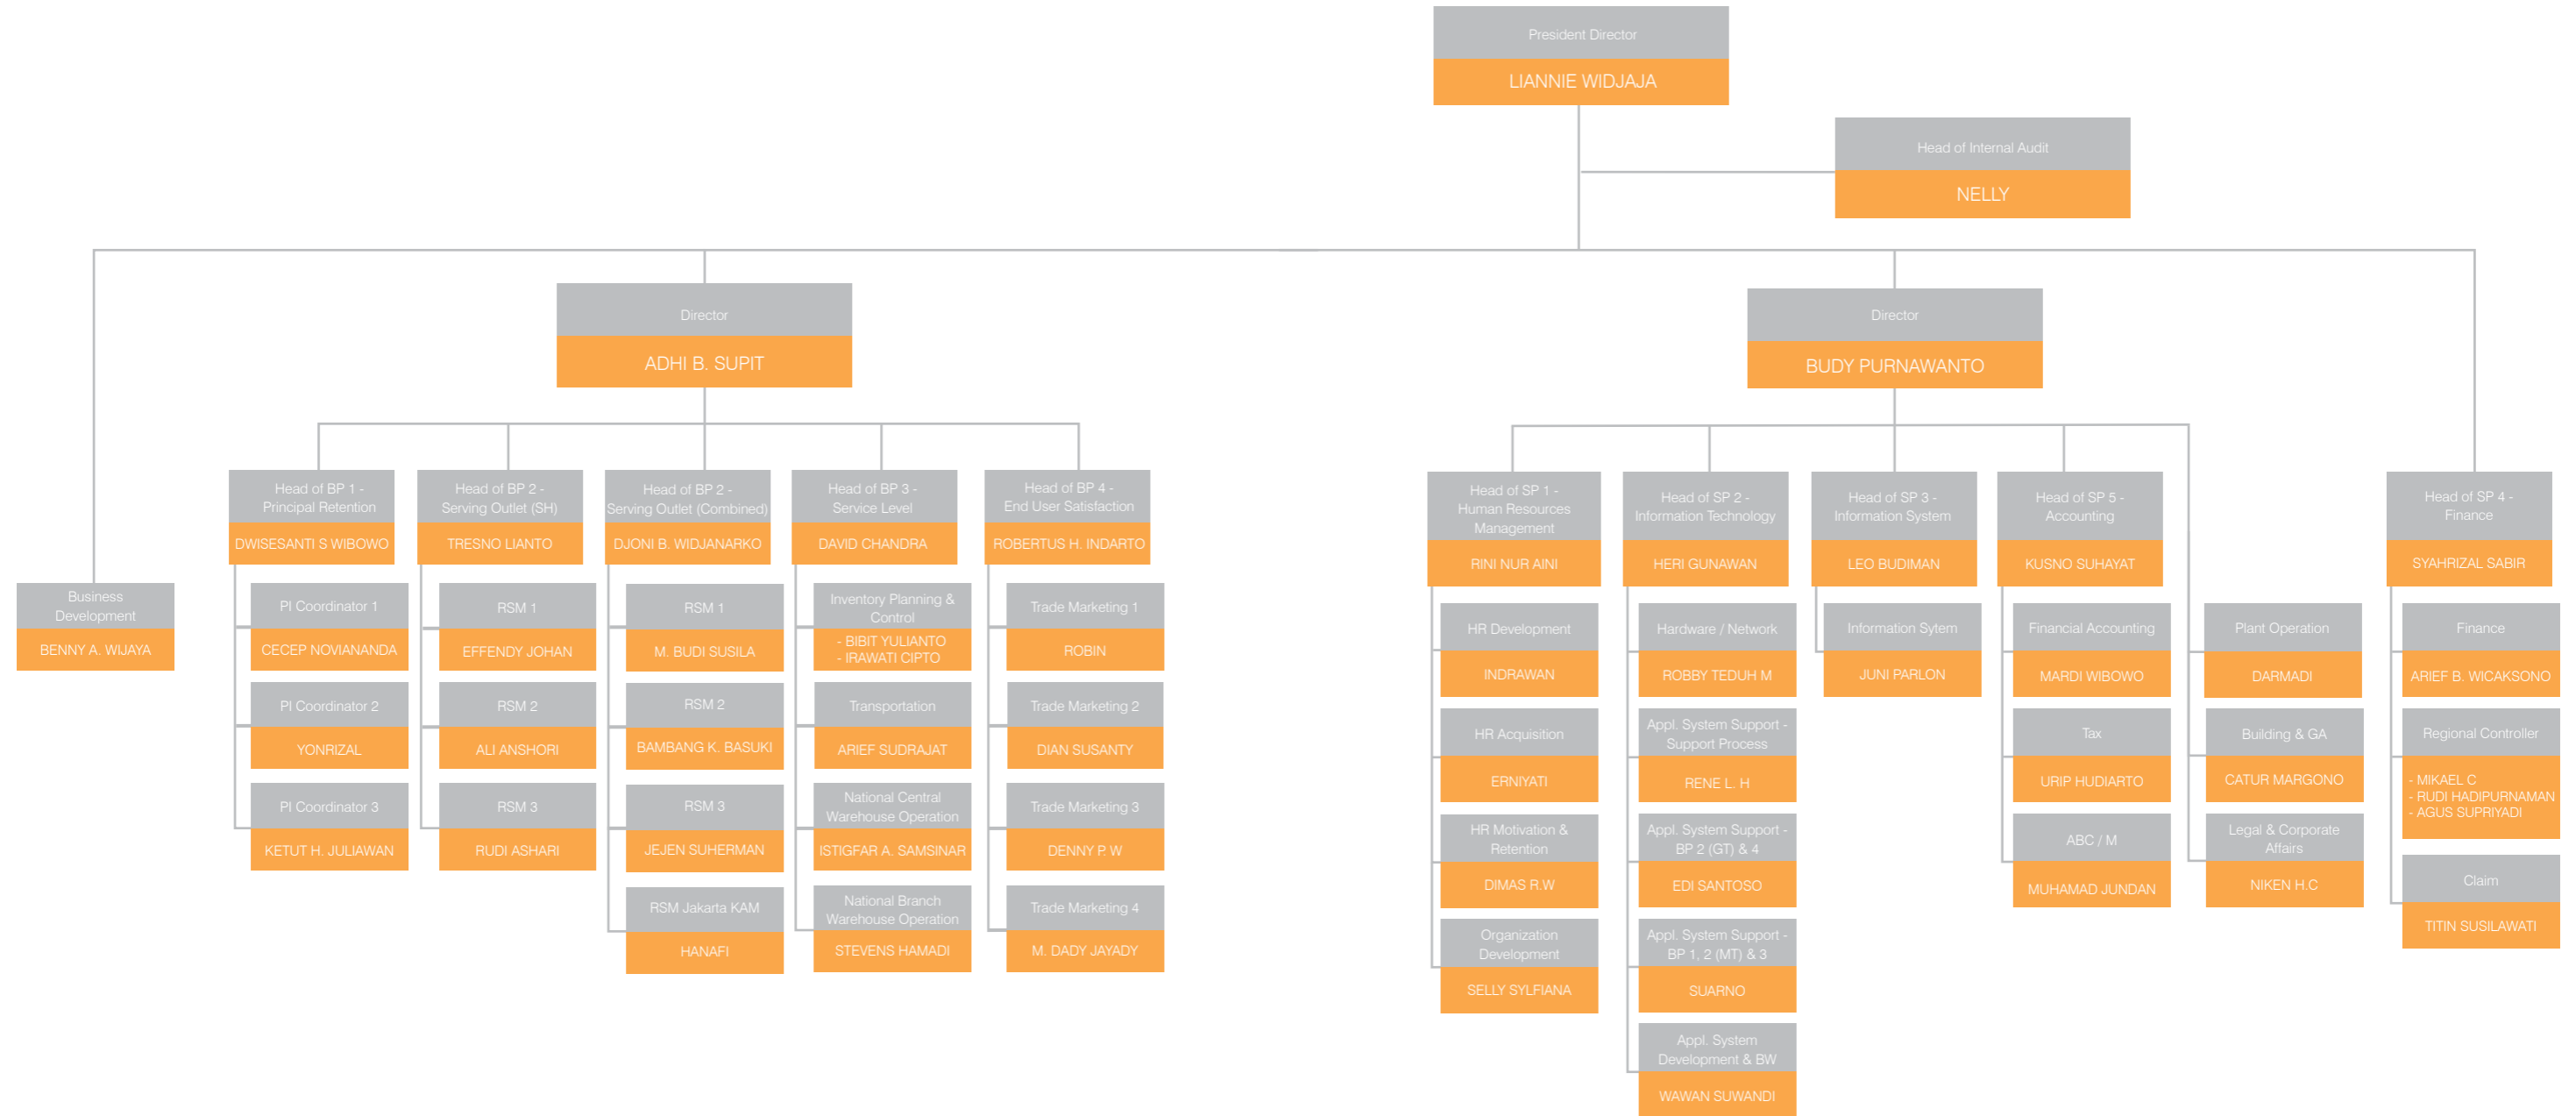 President Director
LIANNIE WIDJAJA
Head of Internal Audit
NELLY
Director
ADHI B. SUPIT
Director
BUDY PURNAWANTO
Business
Development
BENNY A. WIJAYA
Head of BP 1 -
Principal Retention
DWISESANTI S WIBOWO
PI Coordinator 1
CECEP NOVIANANDA
PI Coordinator 2
YONRIZAL
PI Coordinator 3
KETUT H. JULIAWAN
Head of BP 2 -
Serving Outlet (SH)
TRESNO LIANTO
RSM 1
EFFENDY JOHAN
RSM 2
ALI ANSHORI
RSM 3
RUDI ASHARI
Head of BP 2 -
Serving Outlet (Combined)
DJONI B. WIDJANARKO
RSM 1
M. BUDI SUSILA
RSM 2
BAMBANG K. BASUKI
RSM 3
JEJEN SUHERMAN
RSM Jakarta KAM
HANAFI
Head of BP 3 -
Service Level
DAVID CHANDRA
Inventory Planning &
Control
- BIBIT YULIANTO
- IRAWATI CIPTO
Transportation
ARIEF SUDRAJAT
National Central
Warehouse Operation
ISTIGFAR A. SAMSINAR
National Branch
Warehouse Operation
STEVENS HAMADI
Head of BP 4 -
End User Satisfaction
ROBERTUS H. INDARTO
Trade Marketing 1
ROBIN
Trade Marketing 2
DIAN SUSANTY
Trade Marketing 3
DENNY P. W
Trade Marketing 4
M. DADY JAYADY
Head of SP 1 -
Human Resources
Management
RINI NUR AINI
HR Development
INDRAWAN
HR Acquisition
ERNIYATI
HR Motivation &
Retention
DIMAS R.W
Organization
Development
SELLY SYLFIANA
Head of SP 2 -
Information Technology
HERI GUNAWAN
Hardware / Network
ROBBY TEDUH M
Appl. System Support -
Support Process
RENE L. H
Appl. System Support -
BP 2 (GT) & 4
EDI SANTOSO
Appl. System Support -
BP 1, 2 (MT) & 3
SUARNO
Appl. System
Development & BW
WAWAN SUWANDI
Head of SP 3 -
Information System
LEO BUDIMAN
Information Sytem
JUNI PARLON
Head of SP 5 -
Accounting
KUSNO SUHAYAT
Financial Accounting
MARDI WIBOWO
Tax
URIP HUDIARTO
ABC / M
MUHAMAD JUNDAN
Plant Operation
DARMADI
Building & GA
CATUR MARGONO
Legal & Corporate
Affairs
NIKEN H.C
Head of SP 4 -
Finance
SYAHRIZAL SABIR
Finance
ARIEF B. WICAKSONO
Regional Controller
- MIKAEL C
- RUDI HADIPURNAMAN
- AGUS SUPRIYADI
Claim
TITIN SUSILAWATI